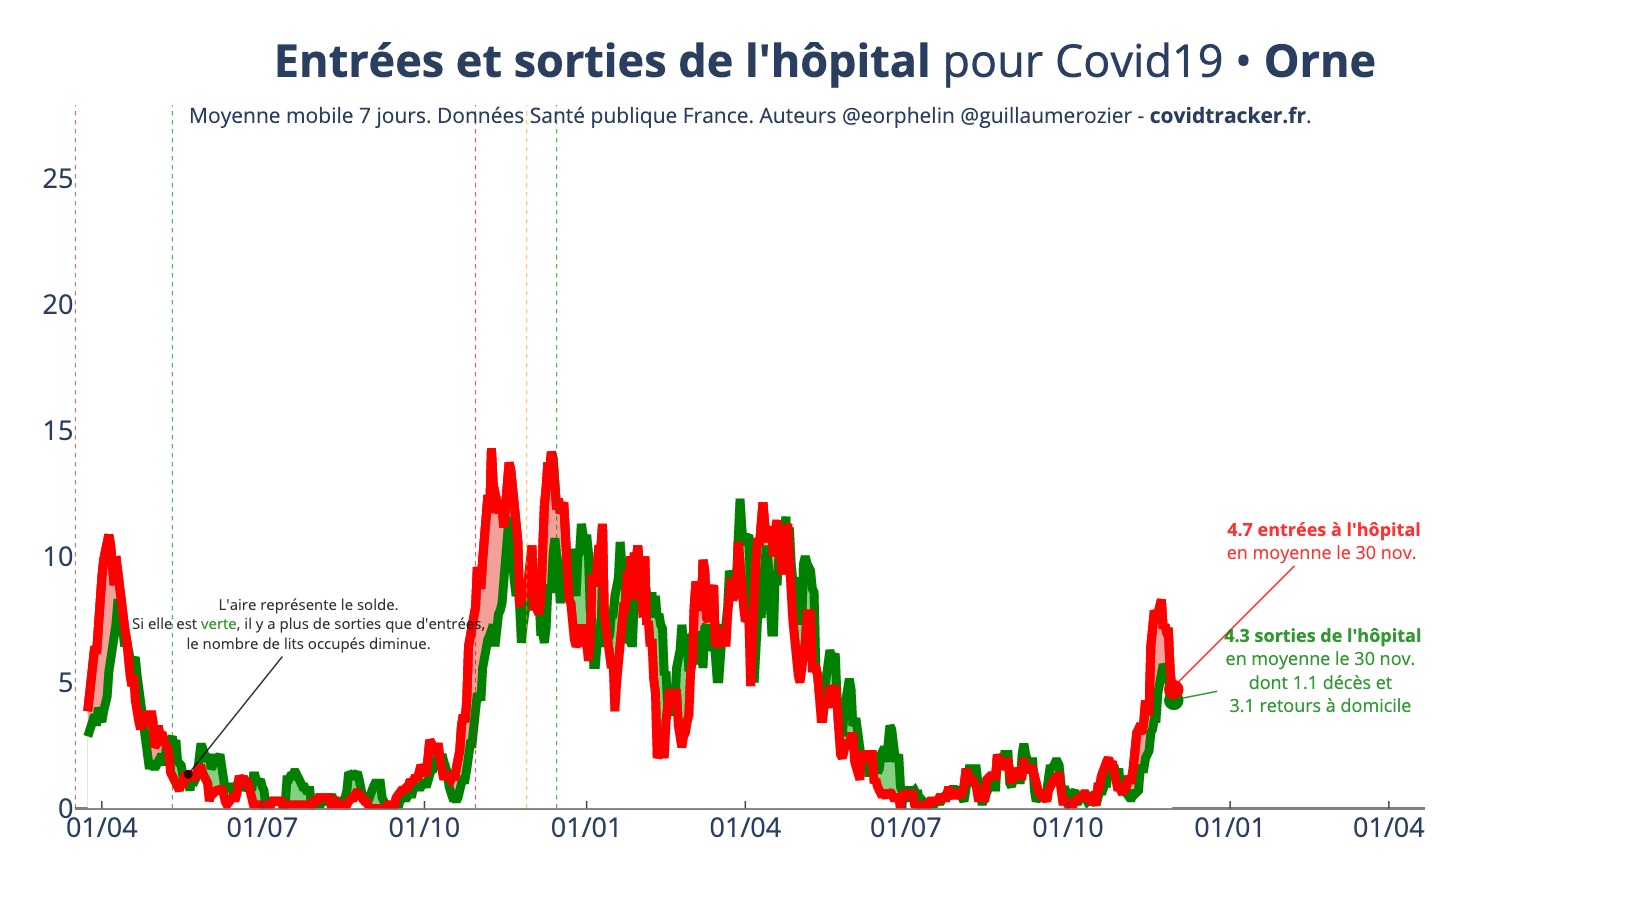 Entrées et sorties de l'hôpital pour Covid19 • Orne
Moyenne mobile 7 jours. Données Santé publique France. Auteurs @eorphelin @guillaumerozier - covidtracker.fr.
25
20
15
10
5
0
4.7 entrées à l'hôpital
en moyenne le 30 nov.
L'aire représente le solde.
Si elle est verte, il y a plus de sorties que d'entrées,
le nombre de lits occupés diminue.
4.3 sorties de l'hôpital
en moyenne le 30 nov.
dont 1.1 décès et
3.1 retours à domicile
01/04 01/07 01/10 01/01 01/04 01/07 01/10 01/01 01/04